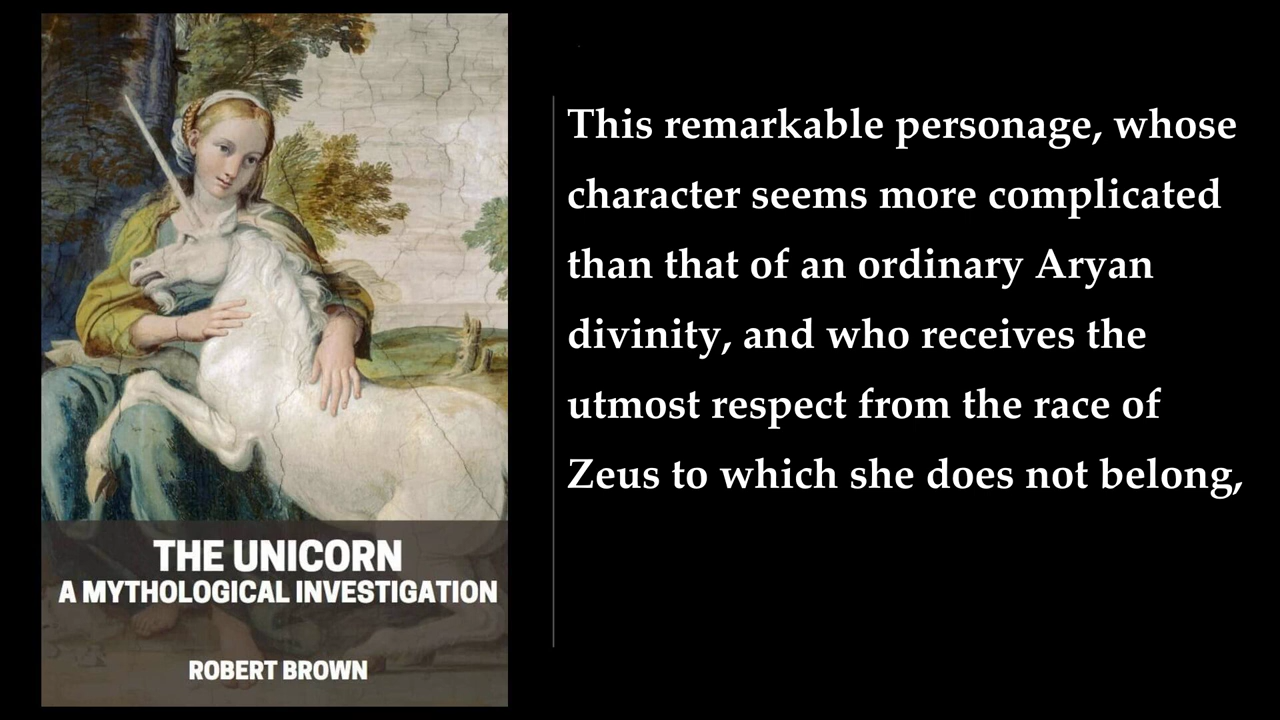 THE UNICORN
A MYTHOLOGICAL INVESTIGATION
ROBERT BROWN
This remarkable personage, whose
character seems more complicated
than that of an ordinary Aryan
divinity, and who receives the
utmost respect from the race of
Zeus to which she does not belong,